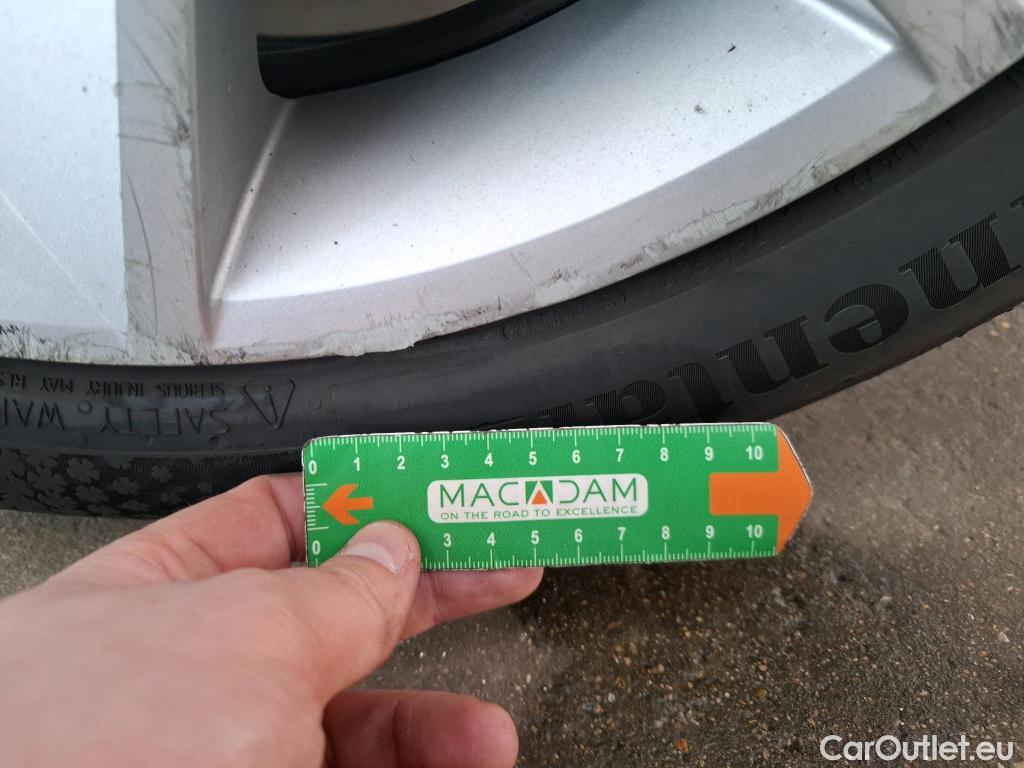 SAFETY WAR
SERIOUS INJURY MAY RES
nental
0 1 2 3 4 5 6 7 8 9 10
MACADAM
ON THE ROAD TO EXCELLENCE
0 3 4 5 6 7 8 9 10
CarOutlet.eu